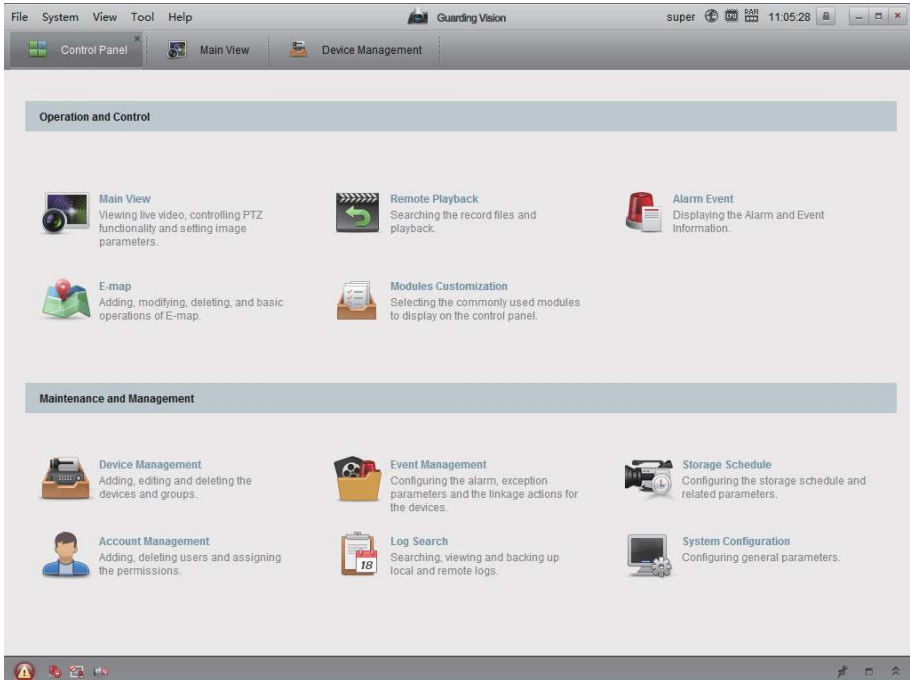 File System View Tool Help Guarding Vision super 11:05:28
Control Panel Main View Device Management
Operation and Control
Main View
Viewing live video, controlling PTZ
functionality and setting image
parameters.
Remote Playback
Searching the record files and
playback.
Alarm Event
Displaying the Alarm and Event
Information.
E-map
Adding, modifying, deleting, and basic
operations of E-map.
Modules Customization
Selecting the commonly used modules
to display on the control panel.
Maintenance and Management
Device Management
Adding, editing and deleting the
devices and groups.
Event Management
Configuring the alarm, exception
parameters and the linkage actions for
the devices.
Storage Schedule
Configuring the storage schedule and
related parameters.
Account Management
Adding, deleting users and assigning
the permissions.
Log Search
Searching, viewing and backing up
local and remote logs.
18
System Configuration
Configuring general parameters.